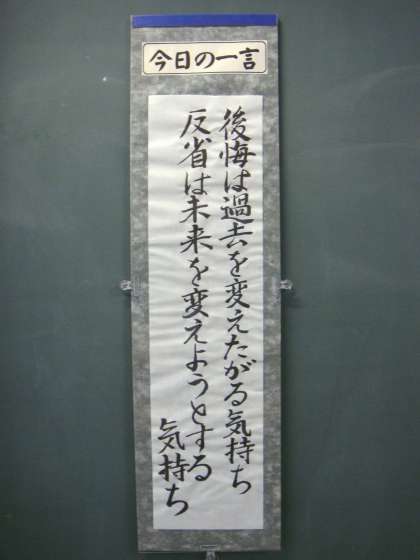 今日の一言
後悔は過去を変えたがる気持ち
反省は未来を変えようとする
気持ち